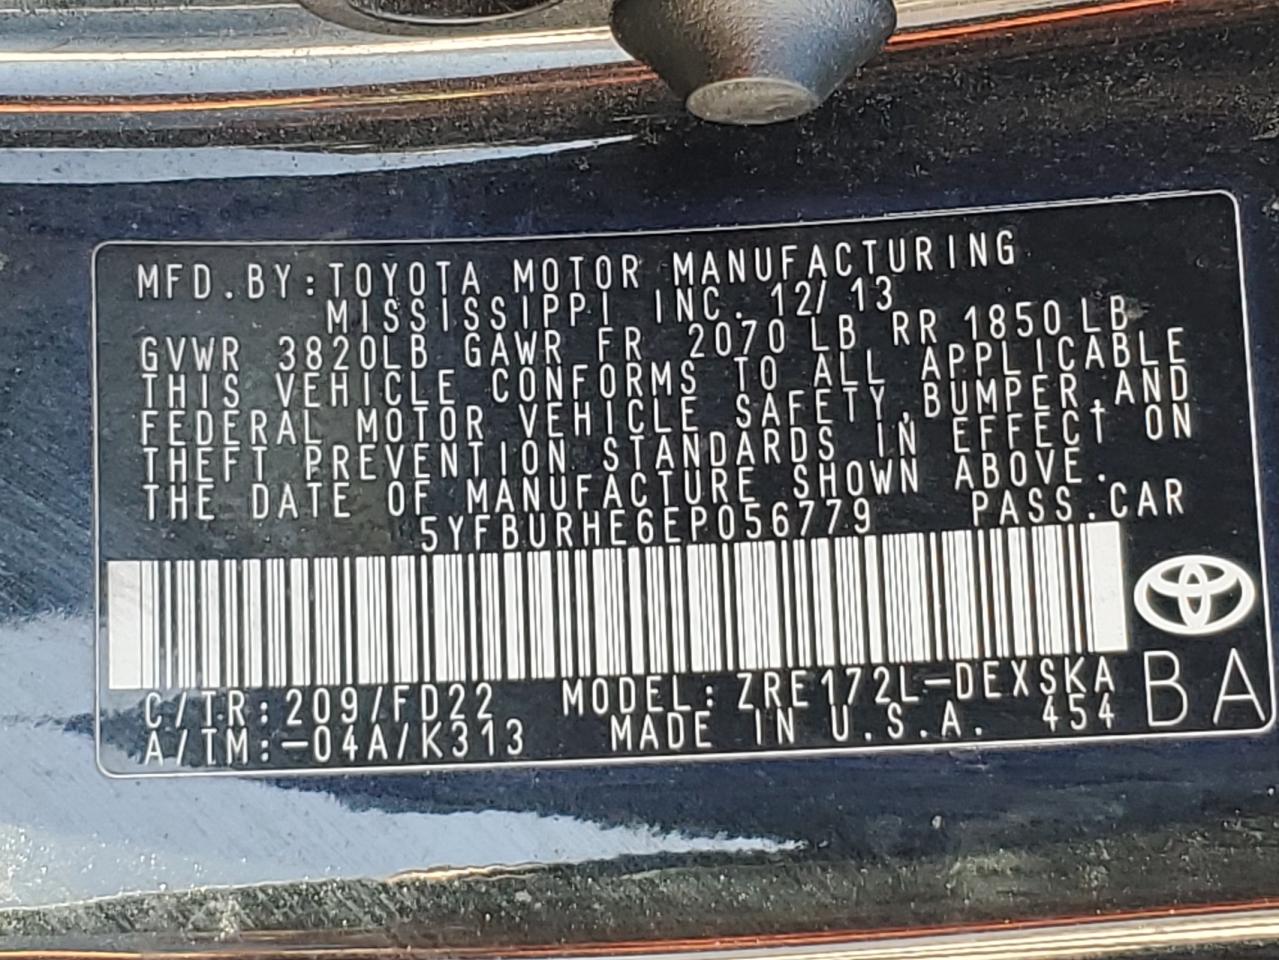 MFD.BY:TOYOTA MOTOR MANUFACTURING
MISSISSIPPI INC. 12/13
GVWR 3820LB GAWR FR 2070 LB RR 1850LB
THIS VEHICLE CONFORMS TO ALL APPLICABLE
FEDERAL MOTOR VEHICLE SAFETY,BUMPER,AND
THEFT PREVENTION STANDARDS IN EFFECT ON
THE DATE OF MANUFACTURE SHOWN ABOVE.
5YFBURHE6EP056779 PASS.CAR
C/TR:209/FD22 MODEL:ZRE172L-DEXSKA
A/TM:-04A/K313 MADE IN U.S.A. 454
BA